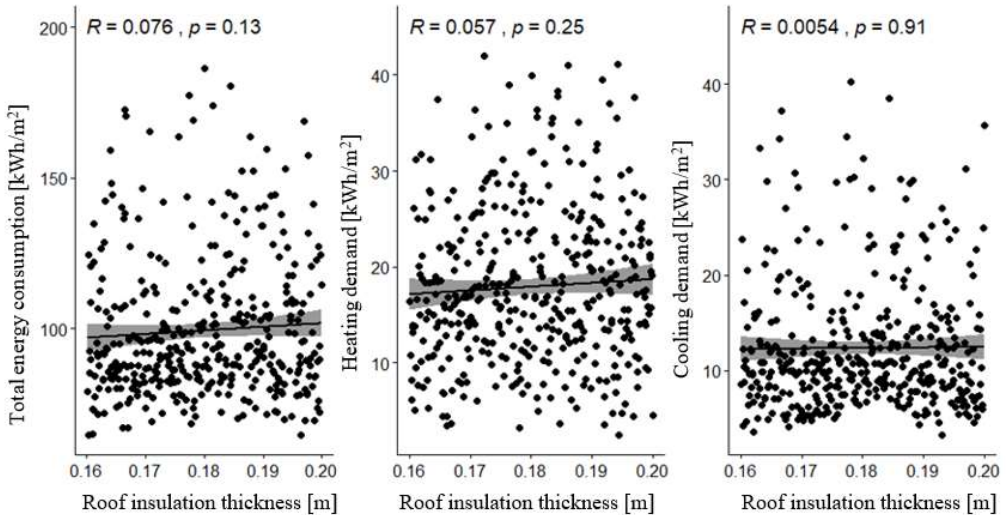 R = 0.076 , p = 0.13
200
150
100
Total energy consumption [kWh/m²]
0.16 0.17 0.18 0.19 0.20
Roof insulation thickness [m]
R = 0.057 , p = 0.25
40
30
20
10
Heating demand [kWh/m²]
0.16 0.17 0.18 0.19 0.20
Roof insulation thickness [m]
R = 0.0054 , p = 0.91
40
30
20
10
Cooling demand [kWh/m²]
0.16 0.17 0.18 0.19 0.20
Roof insulation thickness [m]